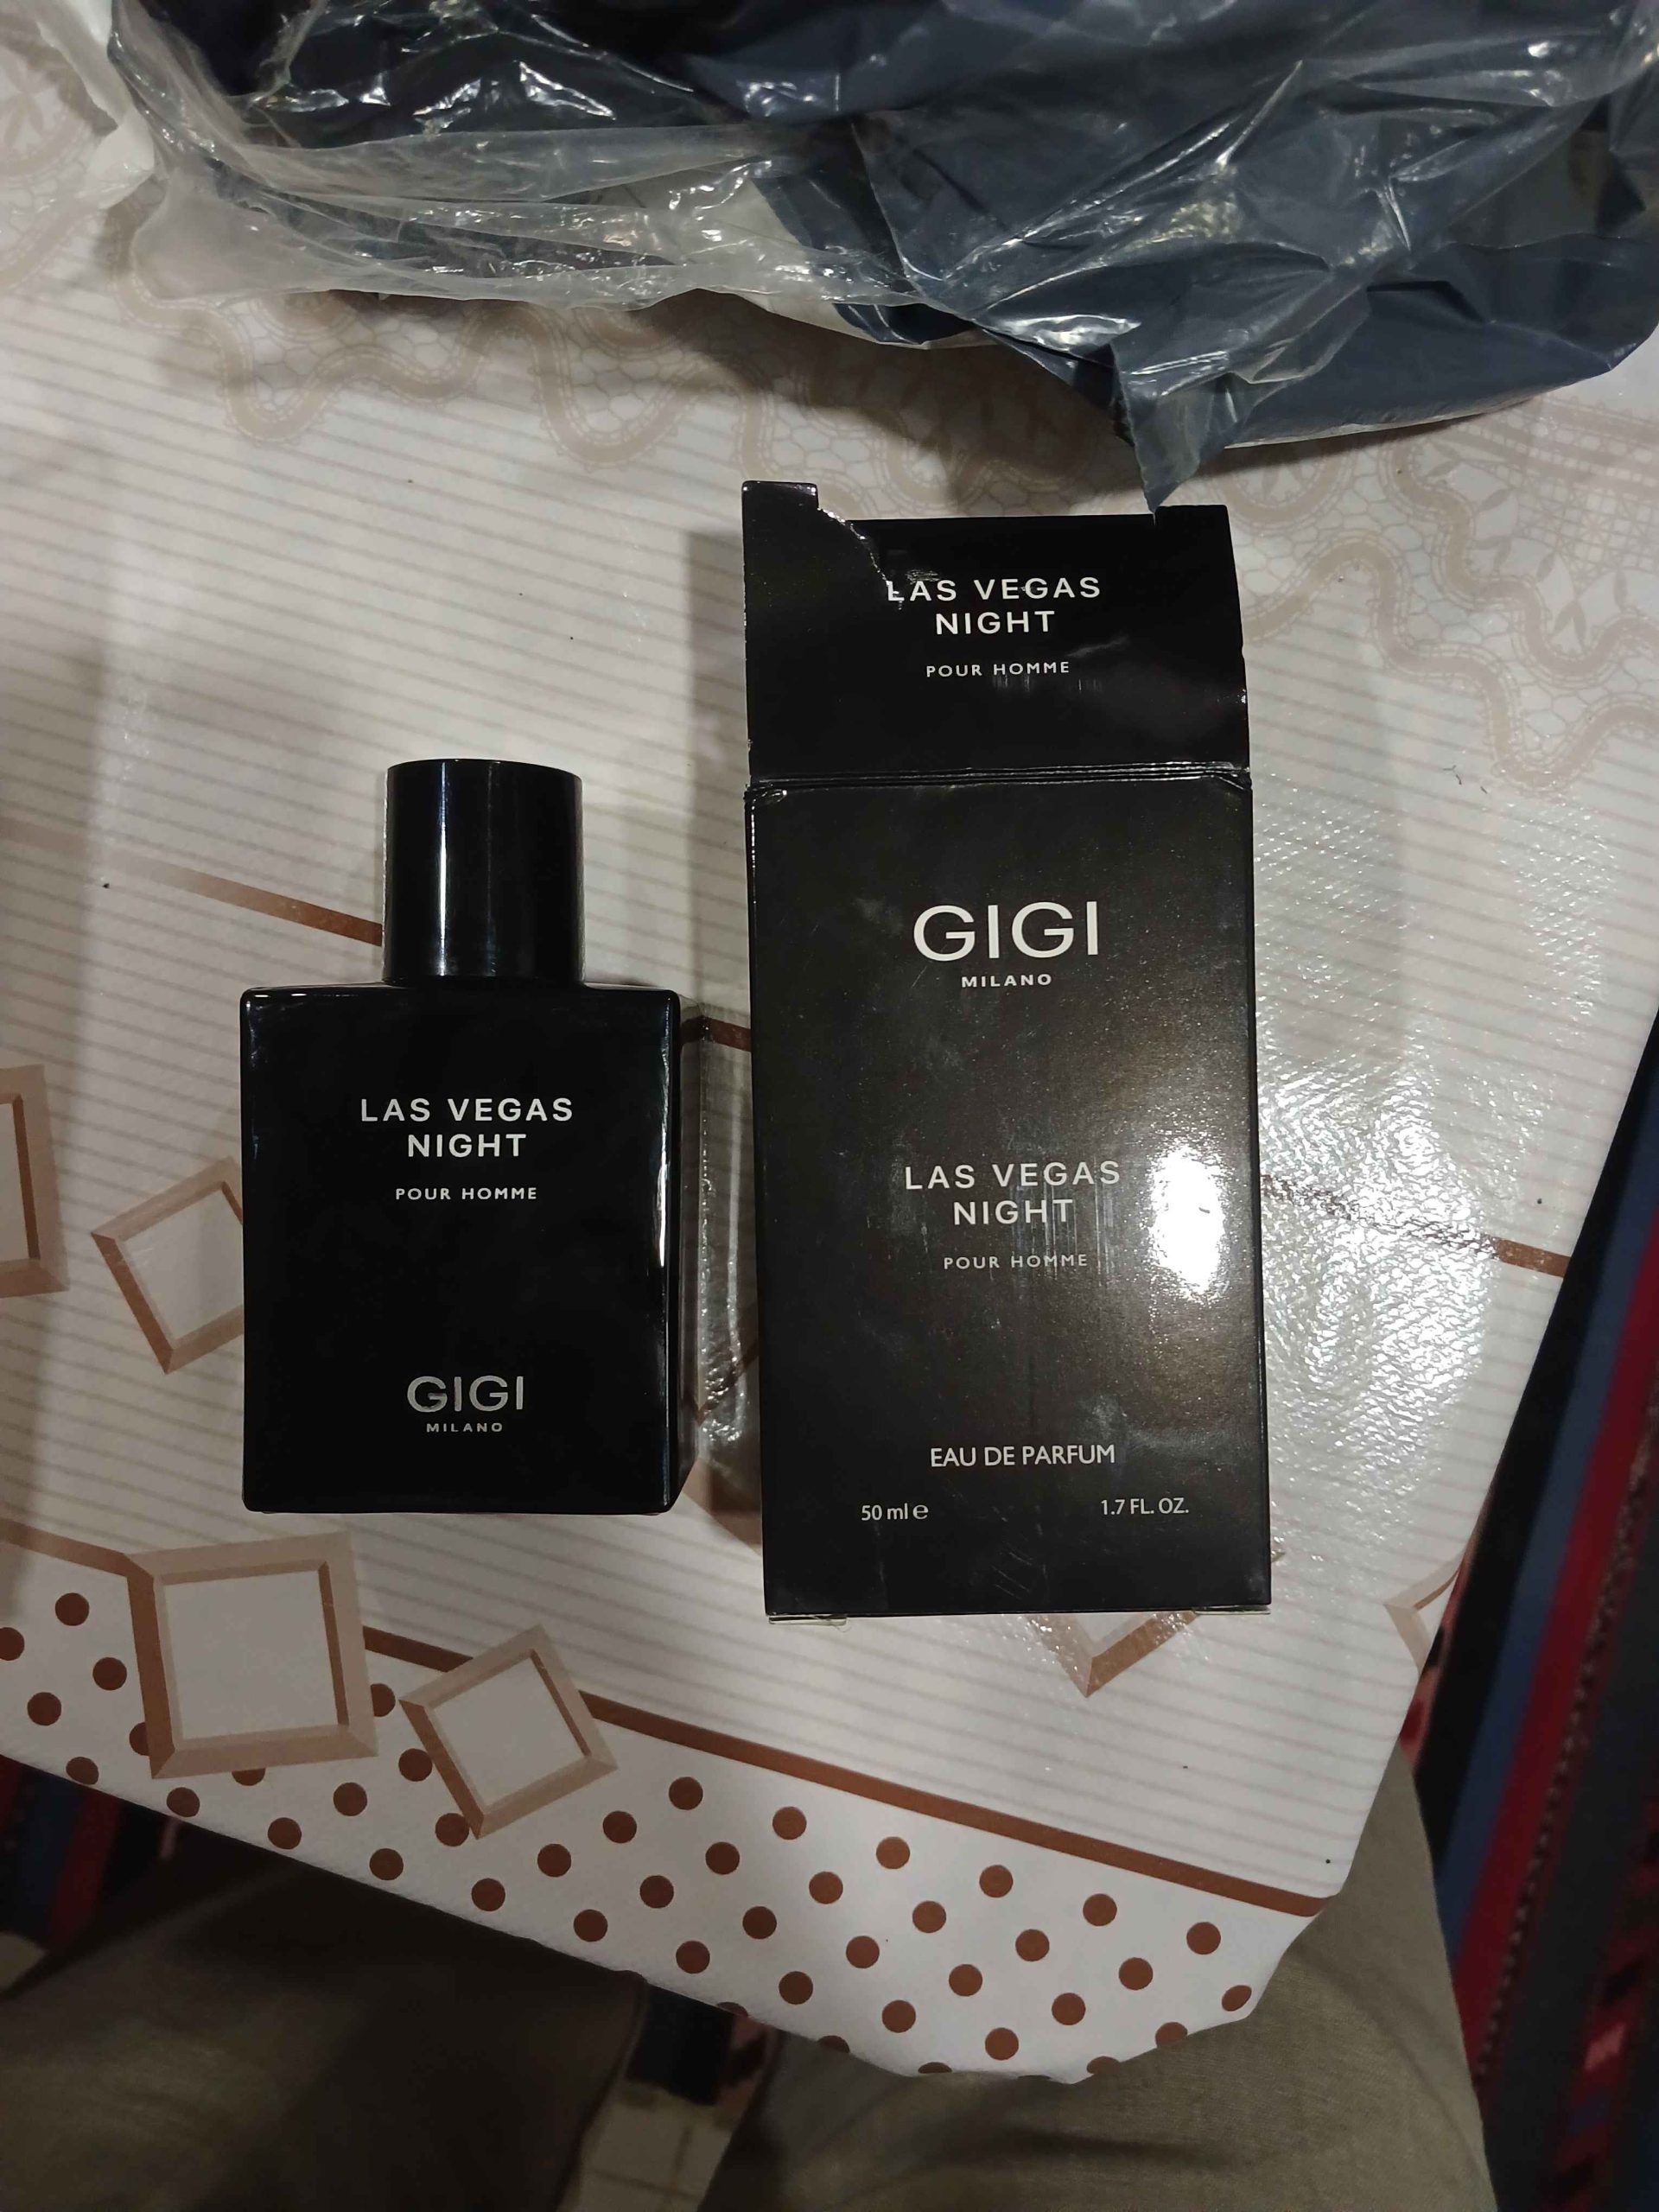 LAS VEGAS
NIGHT
POUR HOMME
GIGI
MILANO
LAS VEGAS
NIGHT
POUR HOMME
GIGI
MILANO
LAS VEGAS
NIGHT
POUR HOMME
EAU DE PARFUM
50 ml e 1.7 FL. OZ.